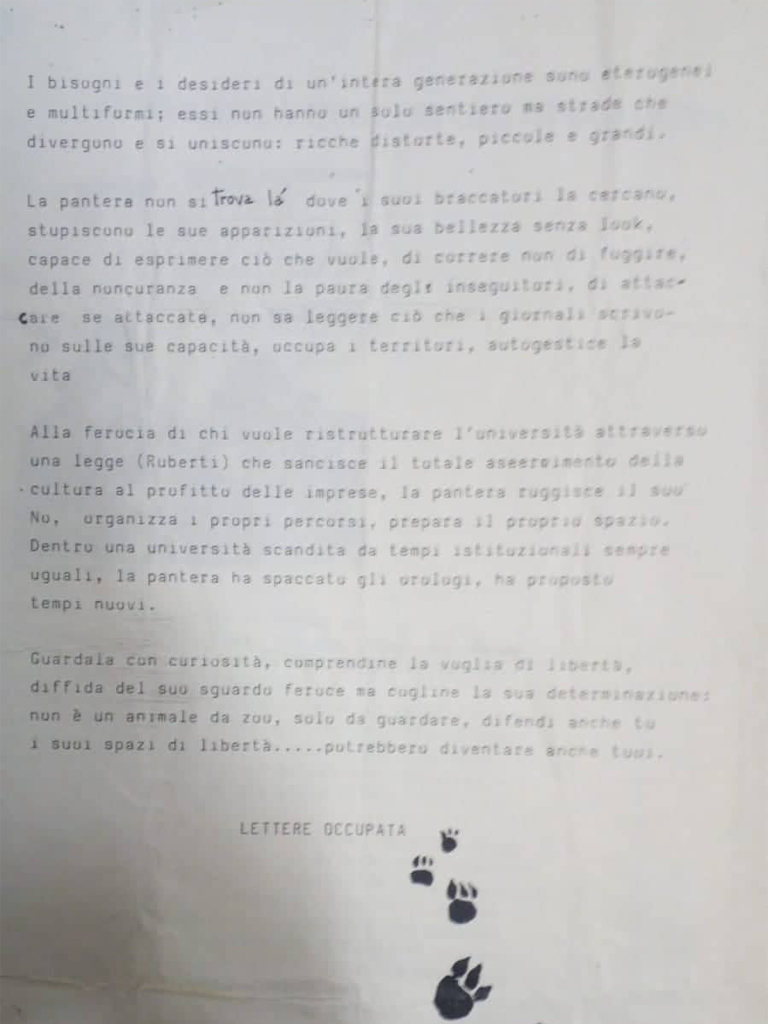 I bisogni e i desideri di un'intera generazione sono eterogenei
e multiformi; essi non hanno un solo sentiero ma strade che
divergono e si uniscono: ricche distorte, piccole e grandi.
La pantera non si trova lá dove i suoi braccatori la cercano,
stupiscono le sue apparizioni, la sua bellezza senza look,
capace di esprimere ciò che vuole, di correre non di fuggire,
della noncuranza e non la paura degli inseguitori, di attac-
care se attaccata, non sa leggere ciò che i giornali scrivo-
no sulle sue capacità, occupa i territori, autogestice la
vita
Alla ferocia di chi vuole ristrutturare l'università attraverso
una legge (Ruberti) che sancisce il totale aseervimento della
cultura al profitto delle imprese, la pantera ruggisce il suo
No, organizza i propri percorsi, prepara il proprio spazio.
Dentro una università scandita da tempi istituzionali sempre
uguali, la pantera ha spaccato gli orologi, ha proposto
tempi nuovi.
Guardala con curiosità, comprendine la voglia di libertà,
diffida del suo sguardo feroce ma cogline la sua determinazione:
non è un animale da zoo, solo da guardare, difendi anche tu
i suoi spazi di libertà.....potrebbero diventare anche tuoi.
LETTERE OCCUPATA